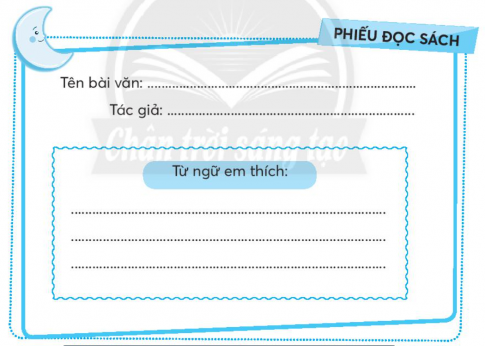 PHIẾU ĐỌC SÁCH
Tên bài văn: ..............................................................
Tác giả: .........................................................
Chân trời sáng tạo
Từ ngữ em thích:
.........................................................................
.........................................................................
.........................................................................